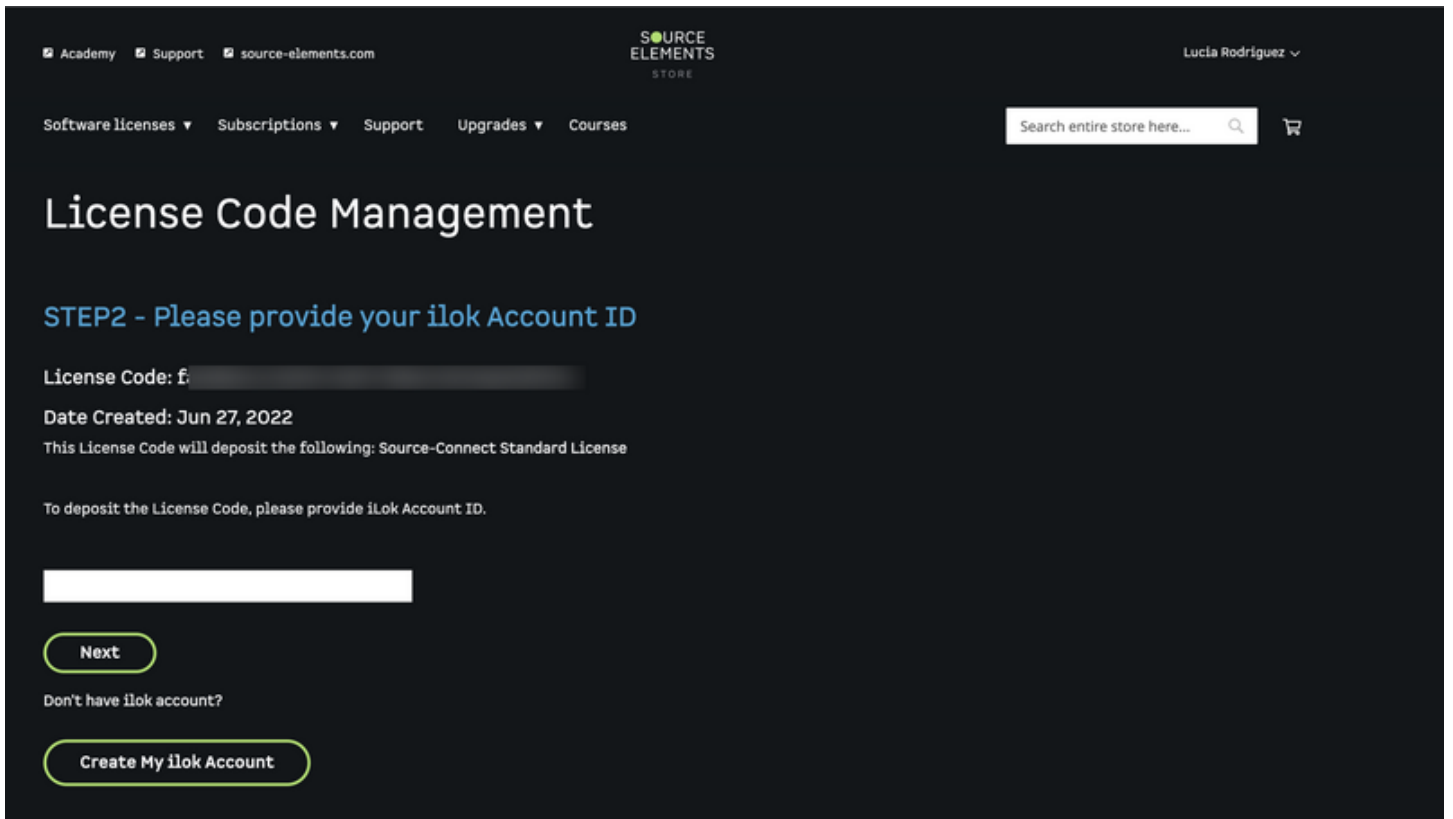 Academy Support source-elements.com
SOURCE
ELEMENTS
STORE
Lucia Rodriguez
Software licenses Subscriptions Support Upgrades Courses
Search entire store here...
License Code Management
STEP2 - Please provide your ilok Account ID
License Code:
Date Created: Jun 27, 2022
This License Code will deposit the following: Source-Connect Standard License
To deposit the License Code, please provide iLok Account ID.
Next
Don't have ilok account?
Create My ilok Account